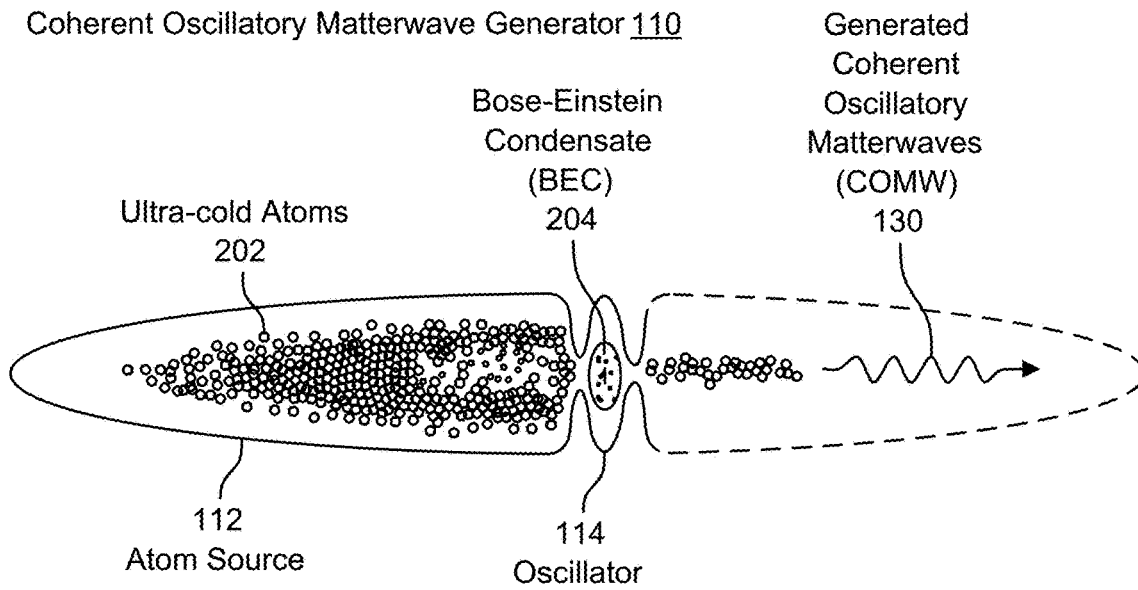 Coherent Oscillatory Matterwave Generator 110
Generated
Coherent
Oscillatory
Matterwaves
(COMW)
130
Bose-Einstein
Condensate
(BEC)
204
Ultra-cold Atoms
202
112
Atom Source
114
Oscillator